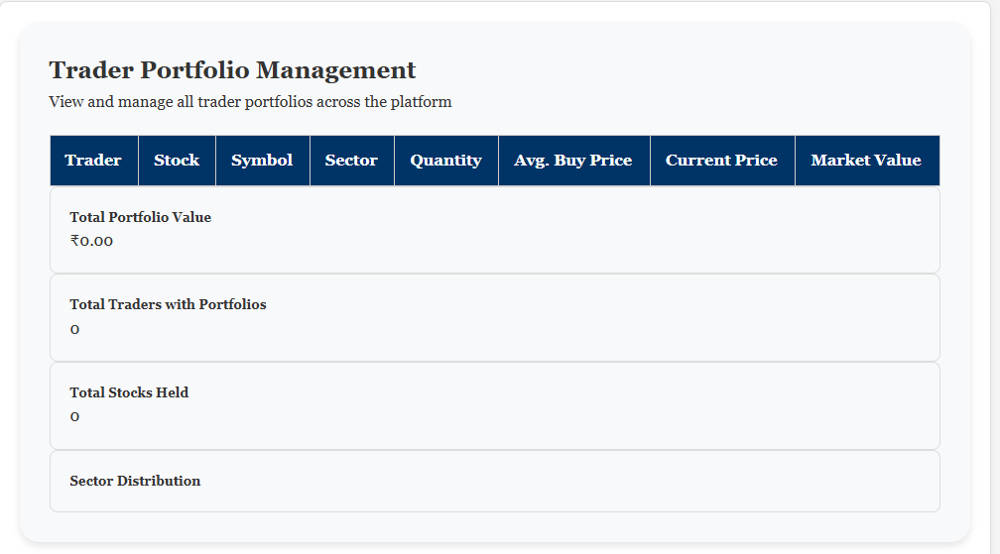 Trader Portfolio Management
View and manage all trader portfolios across the platform
Trader Stock Symbol Sector Quantity Avg. Buy Price Current Price Market Value
Total Portfolio Value
₹0.00
Total Traders with Portfolios
0
Total Stocks Held
0
Sector Distribution